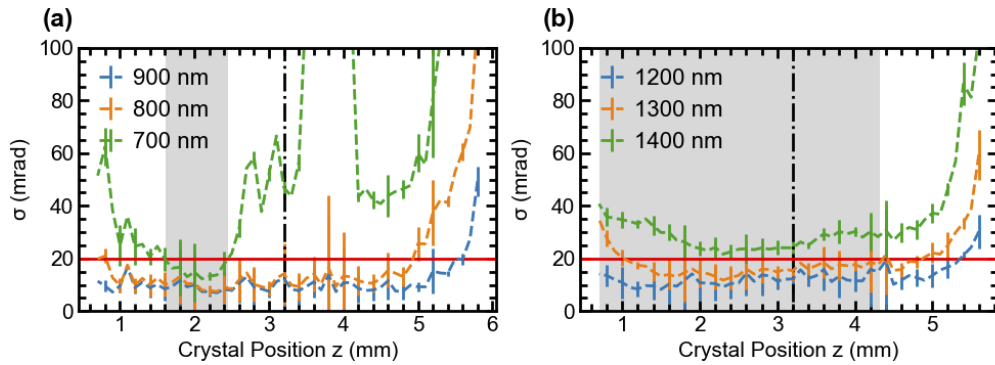 (a)
(b)
100
80
60
40
20
0
σ (mrad)
900 nm
800 nm
700 nm
1 2 3 4 5 6
Crystal Position z (mm)
100
80
60
40
20
0
σ (mrad)
1200 nm
1300 nm
1400 nm
1 2 3 4 5
Crystal Position z (mm)